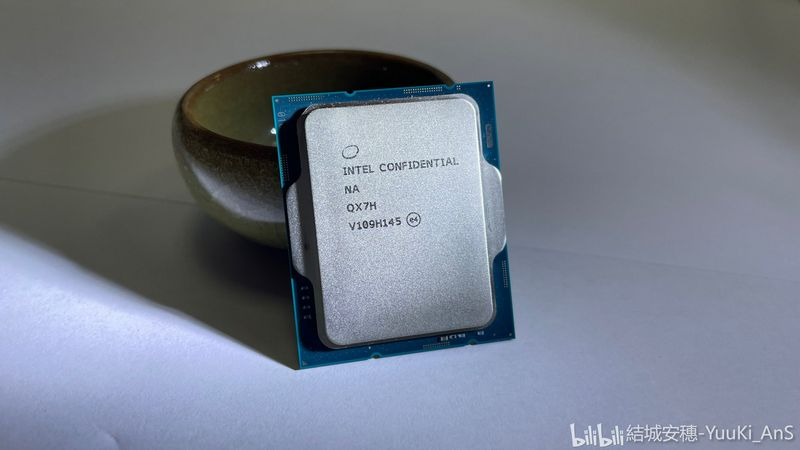 INTEL CONFIDENTIAL
NA
QX7H
V109H145 e4
bilibili 結城安穗-YuuKi_AnS